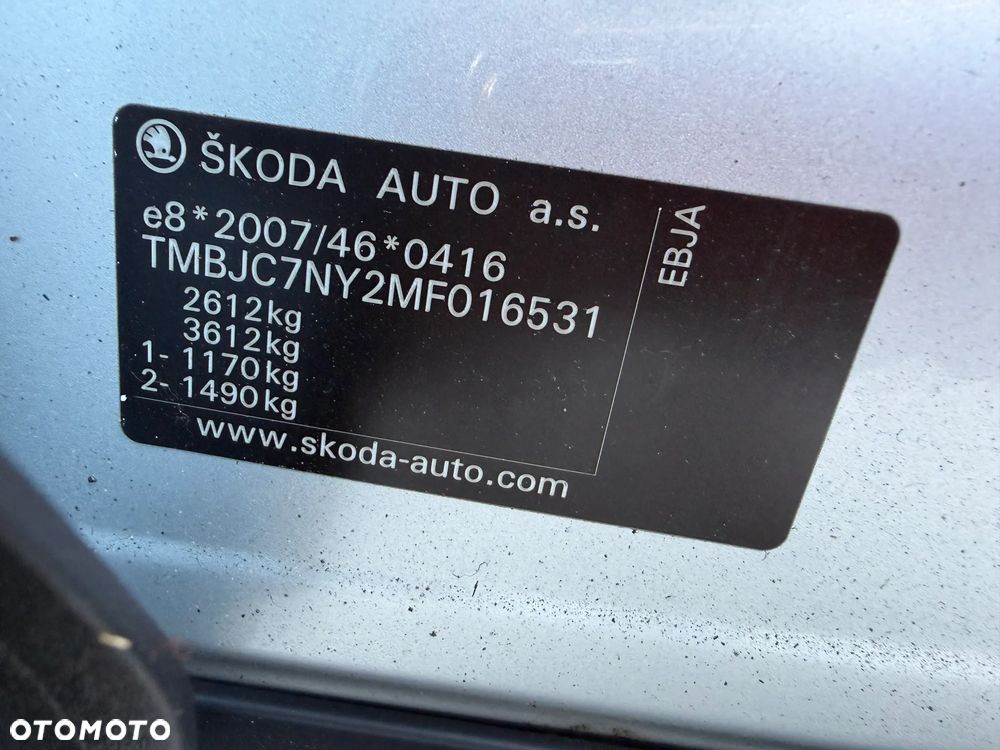 ŠKODA AUTO a.s.
e8*2007/46*0416
TMBJC7NY2MF016531
2612kg
3612kg
1- 1170kg
2- 1490kg
www.skoda-auto.com
EBJA
OTOMOTO